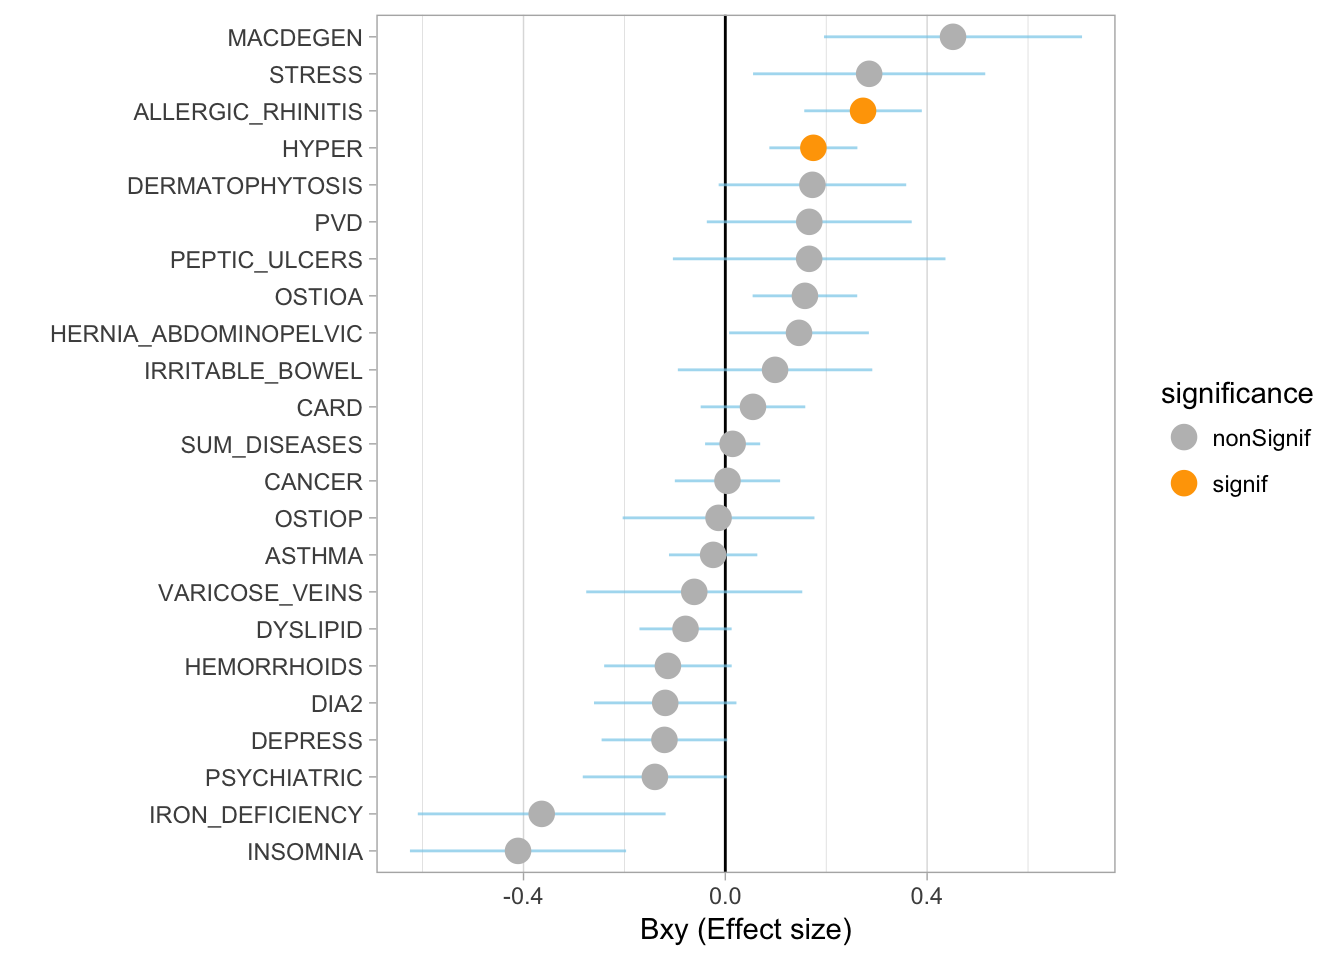 MACDEGEN
STRESS
ALLERGIC_RHINITIS
HYPER
DERMATOPHYTOSIS
PVD
PEPTIC_ULCERS
OSTIOA
HERNIA_ABDOMINOPELVIC
IRRITABLE_BOWEL
CARD
SUM_DISEASES
CANCER
OSTIOP
ASTHMA
VARICOSE_VEINS
DYSLIPID
HEMORRHOIDS
DIA2
DEPRESS
PSYCHIATRIC
IRON_DEFICIENCY
INSOMNIA
-0.4 0.0 0.4
Bxy (Effect size)
significance
nonSignif
signif